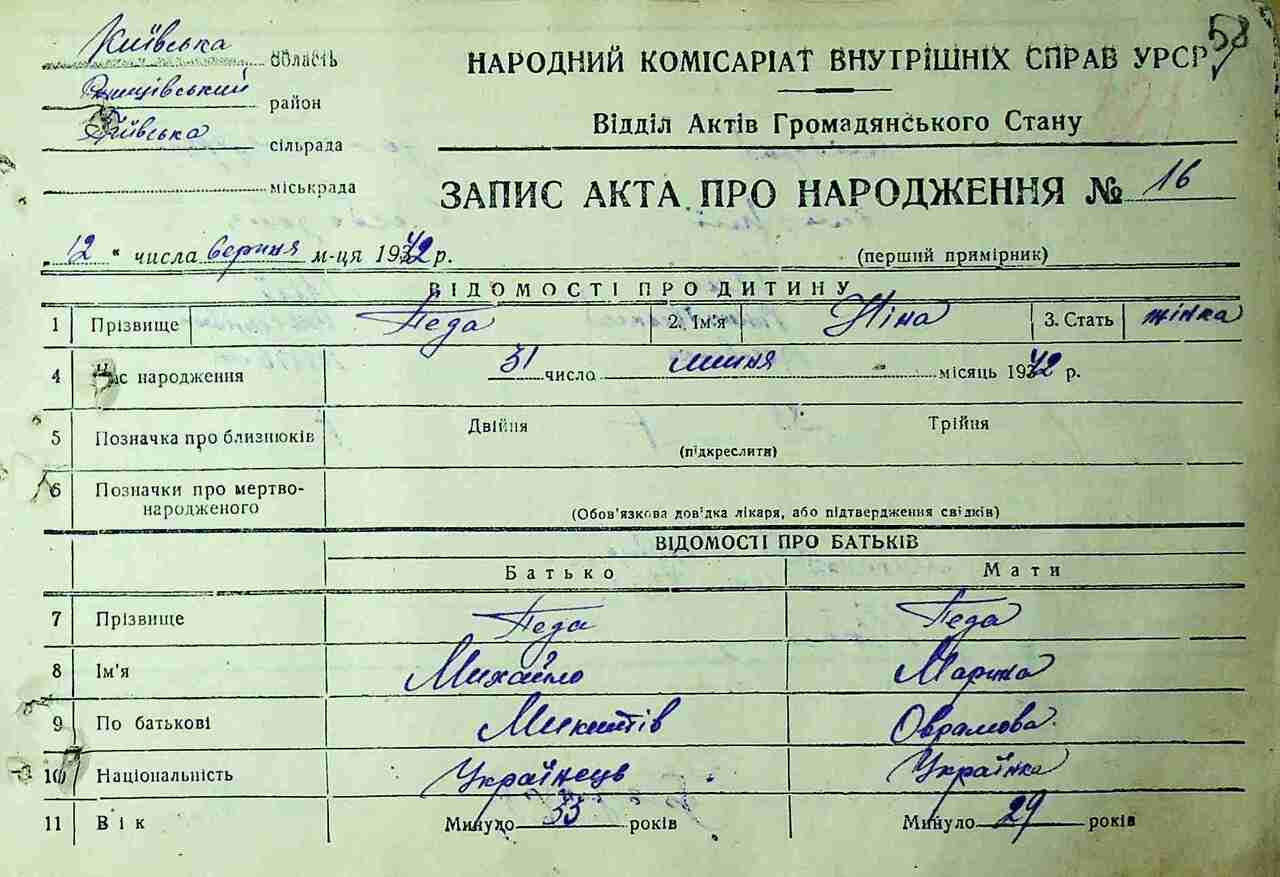 58
Київська область
район
сільрада
міськрада
НАРОДНИЙ КОМІСАРІАТ ВНУТРІШНІХ СПРАВ УРСР
Відділ Актів Громадянського Стану
ЗАПИС АКТА ПРО НАРОДЖЕННЯ № 16
„12“ числа серпня м-ця 1942 р.
(перший примірник)
ВІДОМОСТІ ПРО ДИТИНУ
1 Прізвище Педа 2. Ім'я Ніна 3. Стать жінка
4 Час народження 31 число липня місяць 1942 р.
5 Позначка про близнюків Двійня Трійня
(підкреслити)
6 Позначки про мертво-
народженого
(Обов'язкова дов'дка лікаря, або підтвердження свідків)
ВІДОМОСТІ ПРО БАТЬКІВ
Батько Мати
7 Прізвище Педа Педа
8 Ім'я Михайло Марина
9 По батькові Микитів Оврамова
10 Національність Українець Українка
11 Вік Минуло 33 років Минуло 29 років